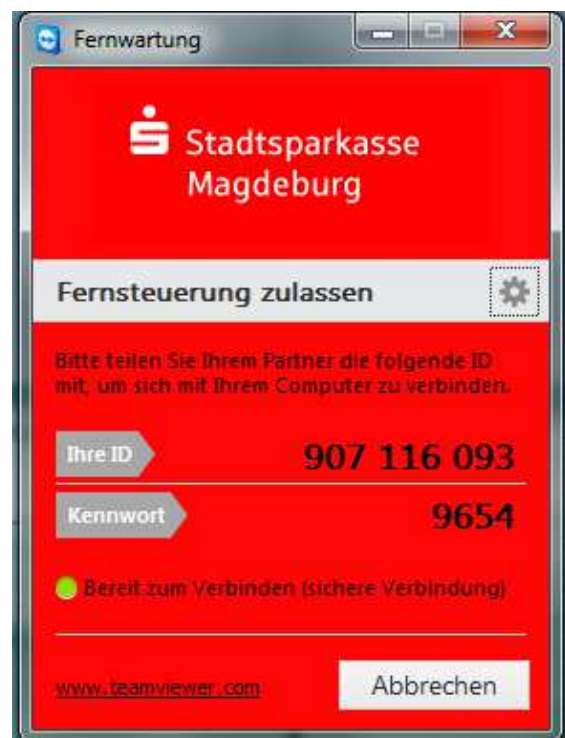 Fernwartung
Stadtsparkasse
Magdeburg
Fernsteuerung zulassen
Bitte teilen Sie Ihrem Partner die folgende ID
mit, um sich mit Ihrem Computer zu verbinden.
Ihre ID 907 116 093
Kennwort 9654
Bereit zum Verbinden (sichere Verbindung)
www.teamviewer.com Abbrechen